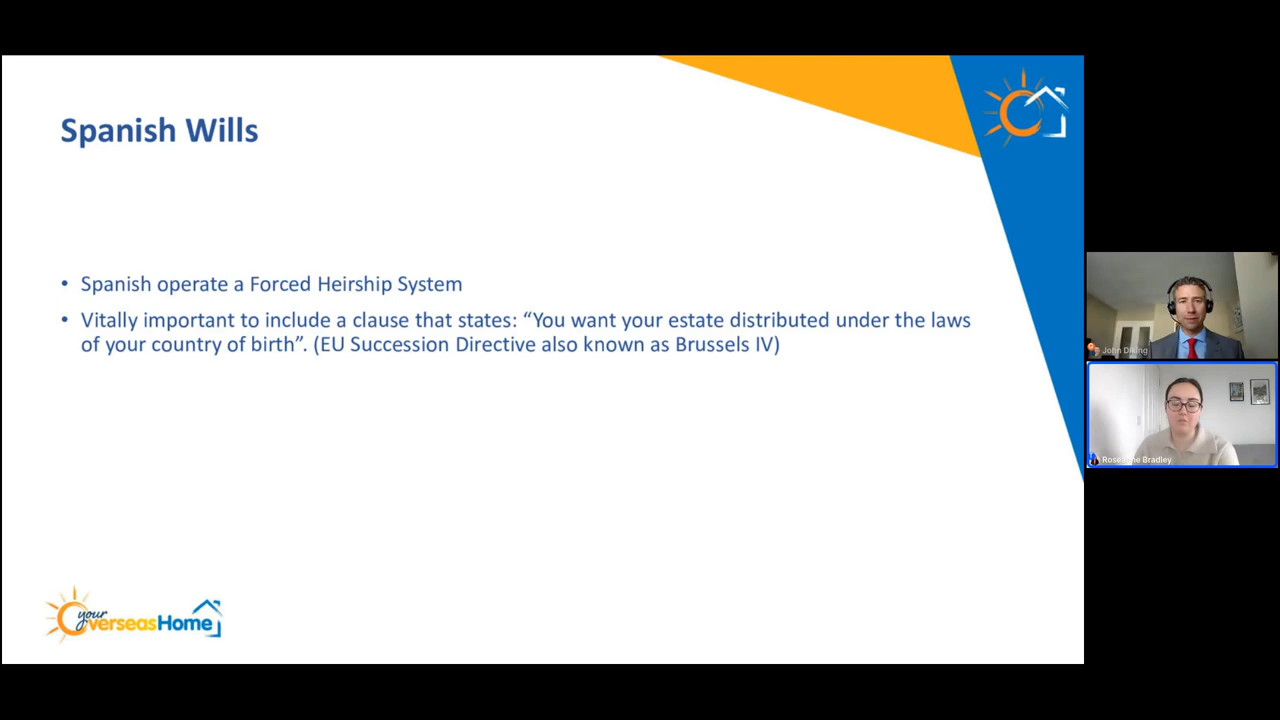 Spanish Wills
• Spanish operate a Forced Heirship System
• Vitally important to include a clause that states: “You want your estate distributed under the laws
of your country of birth”. (EU Succession Directive also known as Brussels IV)
John Diking
Bradley
your
OverseasHome